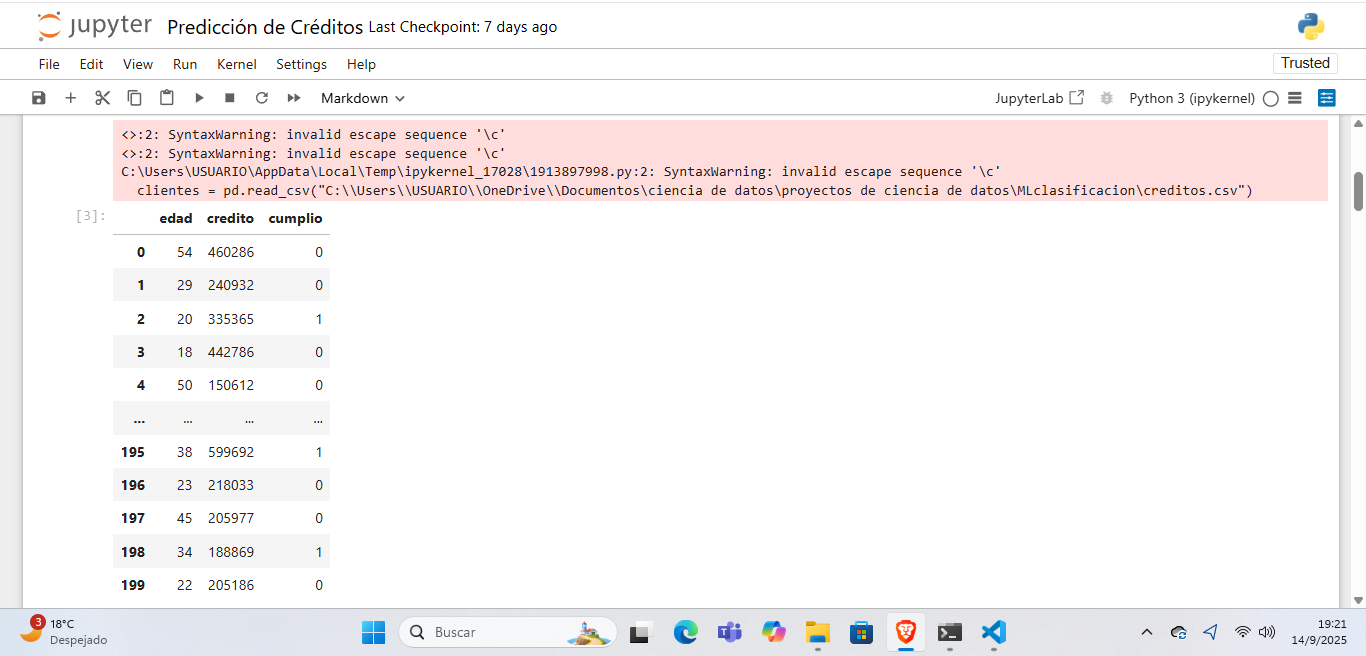 jupyter Predicción de Créditos Last Checkpoint: 7 days ago
File Edit View Run Kernel Settings Help Trusted
Markdown JupyterLab Python 3 (ipykernel)
<>:2: SyntaxWarning: invalid escape sequence '\c'
<>:2: SyntaxWarning: invalid escape sequence '\c'
C:\Users\USUARIO\AppData\Local\Temp\ipykernel_17028\1913897998.py:2: SyntaxWarning: invalid escape sequence '\c'
clientes = pd.read_csv("C:\\Users\\USUARIO\\OneDrive\\Documentos\ciencia de datos\proyectos de ciencia de datos\MLclasificacion\creditos.csv")
[3]: edad credito cumplio
0 54 460286 0
1 29 240932 0
2 20 335365 1
3 18 442786 0
4 50 150612 0
... ... ... ...
195 38 599692 1
196 23 218033 0
197 45 205977 0
198 34 188869 1
199 22 205186 0
3 18°C
Despejado
Buscar
19:21
14/9/2025